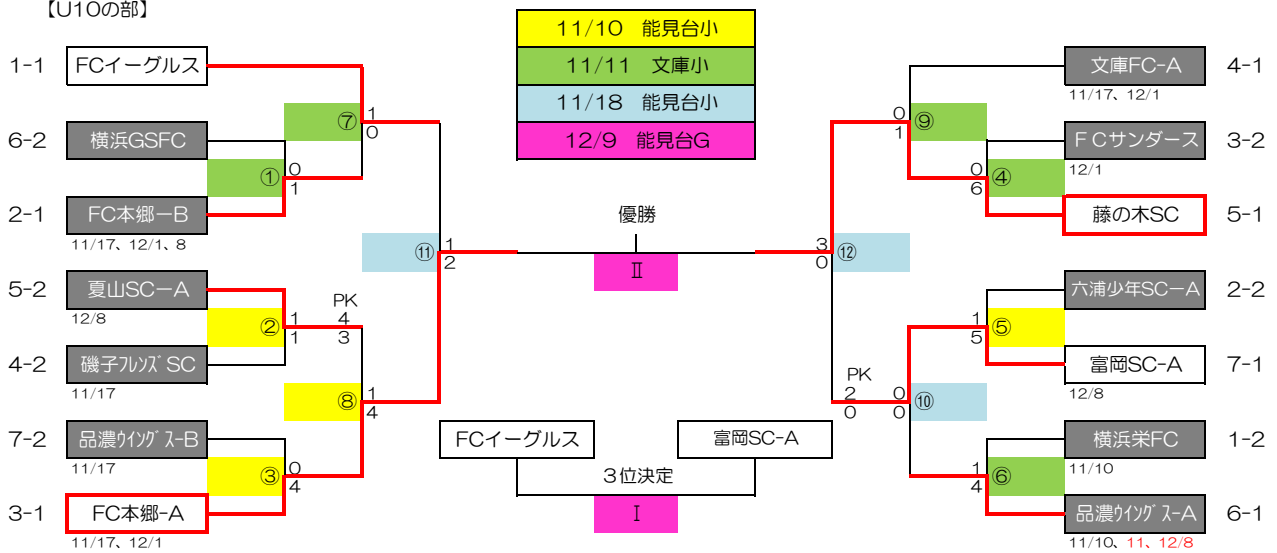 【U10の部】
11/10 能見台小
11/11 文庫小
11/18 能見台小
12/9 能見台G
1-1 FCイーグルス
6-2 横浜GSFC
2-1 FC本郷ーB
11/17、12/1、8
5-2 夏山SCーA
12/8
4-2 磯子フレンズSC
11/17
7-2 品濃ウイングスｰB
11/17
3-1 FC本郷-A
11/17、12/1
⑦ 1
0
① 0
1
② 1
1
PK
4
3
⑧ 1
4
③ 0
4
⑪ 1
2
優勝
Ⅱ
FCイーグルス
富岡SC-A
3位決定
Ⅰ
3 ⑫
0
0 ⑨
1
0 ④
6
1 ⑤
5
PK
2
0
0 ⑩
0
1 ⑥
4
文庫FC-A 4-1
11/17、12/1
FCサンダース 3-2
12/1
藤の木SC 5-1
六浦少年SCーA 2-2
富岡SC-A 7-1
12/8
横浜栄FC 1-2
11/10
品濃ウイングスｰA 6-1
11/10、11、12/8